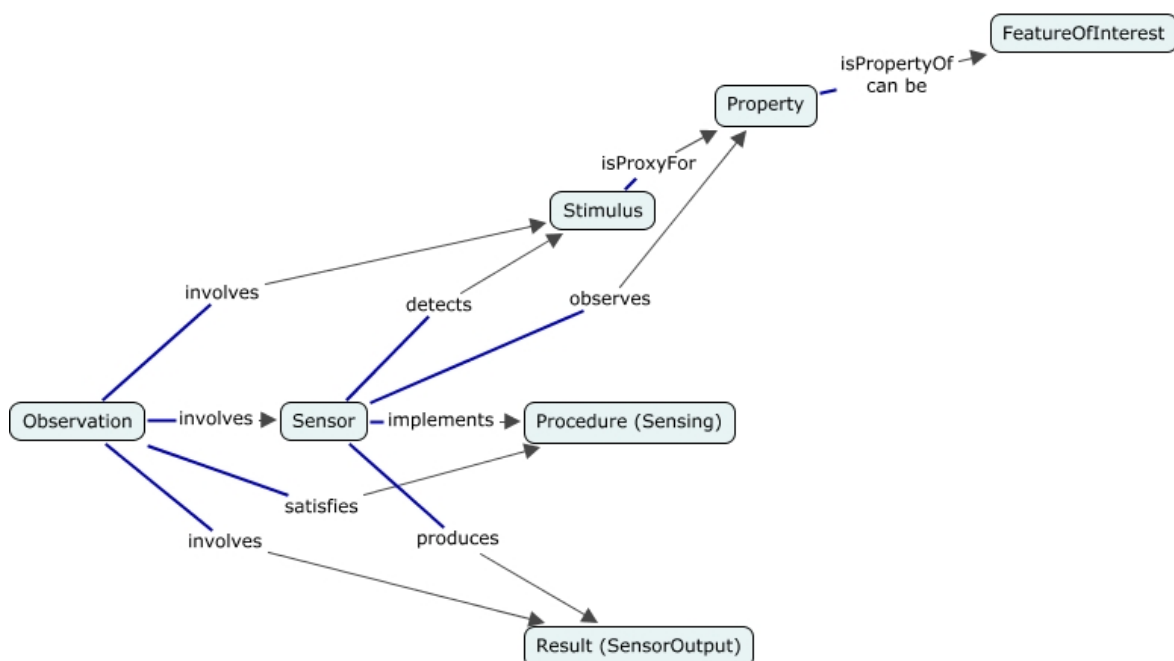 FeatureOfInterest
isPropertyOf
can be
Property
isProxyFor
Stimulus
involves
detects
observes
Observation
involves
Sensor
implements
Procedure (Sensing)
satisfies
involves
produces
Result (SensorOutput)